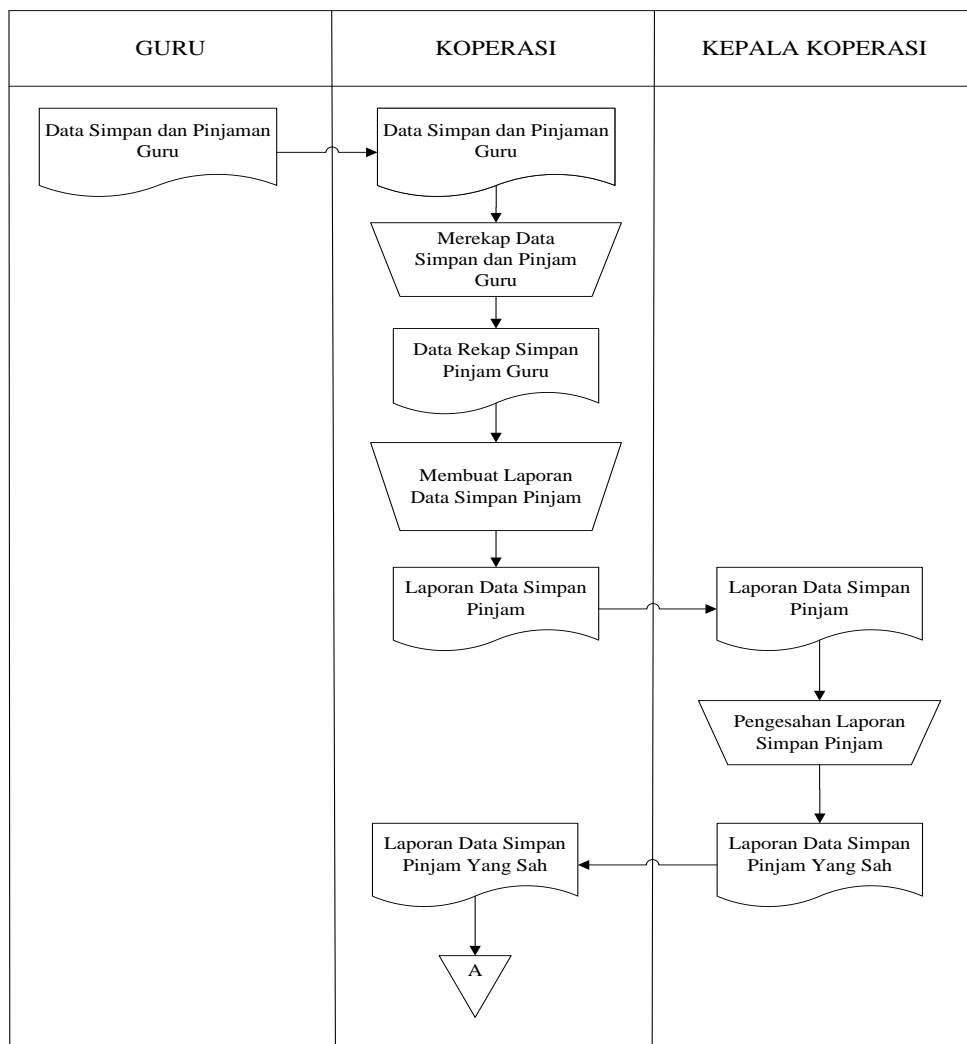 GURU
KOPERASI
KEPALA KOPERASI
Data Simpan dan Pinjaman
Guru
Data Simpan dan Pinjaman
Guru
Merekap Data
Simpan dan Pinjam
Guru
Data Rekap Simpan
Pinjam Guru
Membuat Laporan
Data Simpan Pinjam
Laporan Data Simpan
Pinjam
Laporan Data Simpan
Pinjam
Pengesahan Laporan
Simpan Pinjam
Laporan Data Simpan
Pinjam Yang Sah
Laporan Data Simpan
Pinjam Yang Sah
A